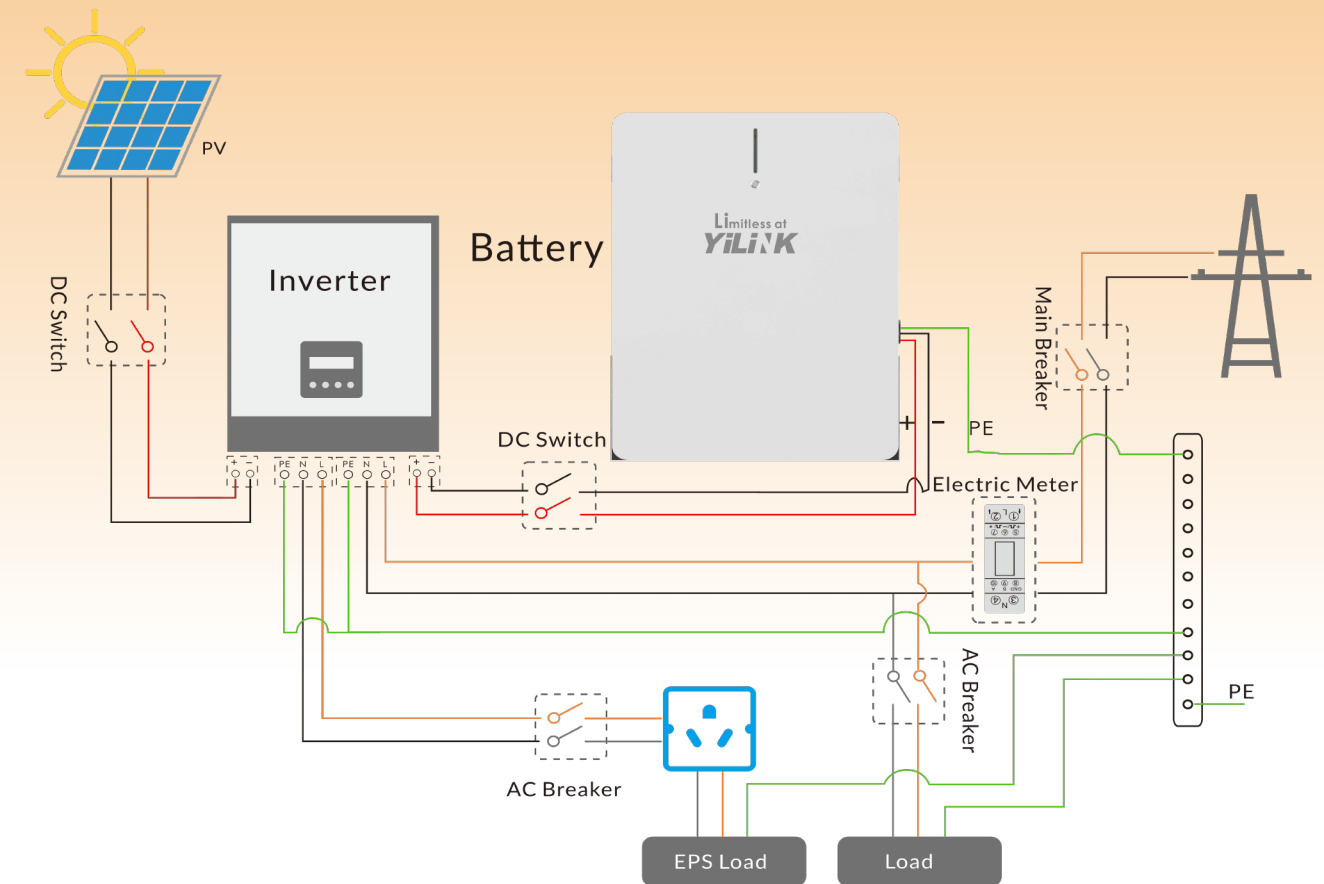 PV
Inverter
Battery
Limitless at
YiLiNK
DC Switch
Main Breaker
DC Switch
+ −
PE
Electric Meter
+ −
PE N L
PE N L
+ −
AC Breaker
PE
AC Breaker
EPS Load
Load